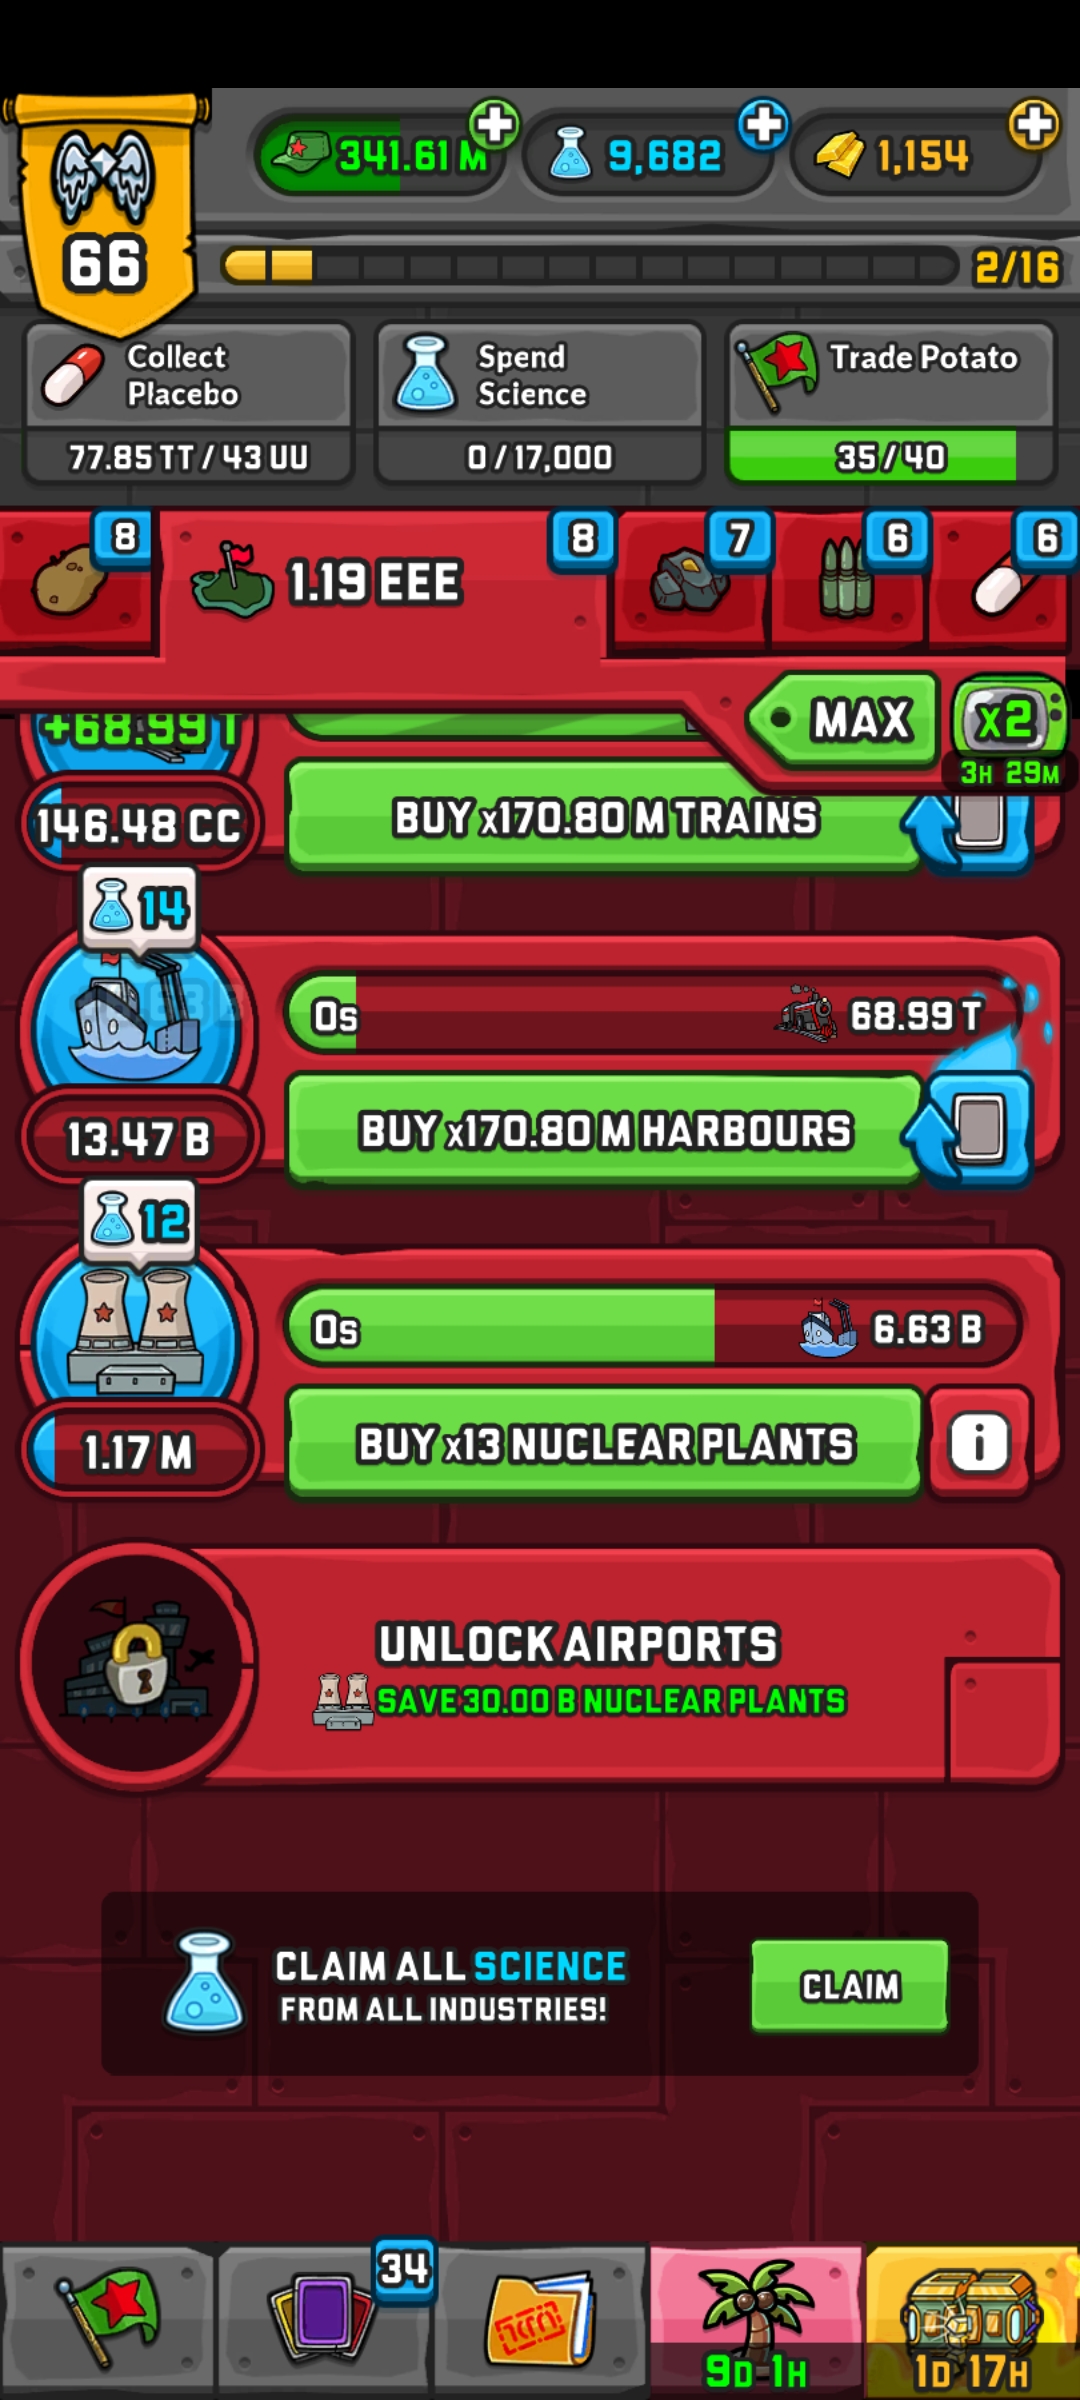 341.61 M
9,682
1,154
66
2/16
Collect
Placebo
77.85 TT / 43 UU
Spend
Science
0 / 17,000
Trade Potato
35 / 40
8
1.19 EEE
8
7
6
6
MAX
x2
3H 29M
+68.99 T
146.48 CC
BUY x170.80 M TRAINS
14
0s
68.99 T
13.47 B
BUY x170.80 M HARBOURS
12
0s
6.63 B
1.17 M
BUY x13 NUCLEAR PLANTS
i
UNLOCK AIRPORTS
SAVE 30.00 B NUCLEAR PLANTS
CLAIM ALL SCIENCE
FROM ALL INDUSTRIES!
CLAIM
34
9D 1H
1D 17H